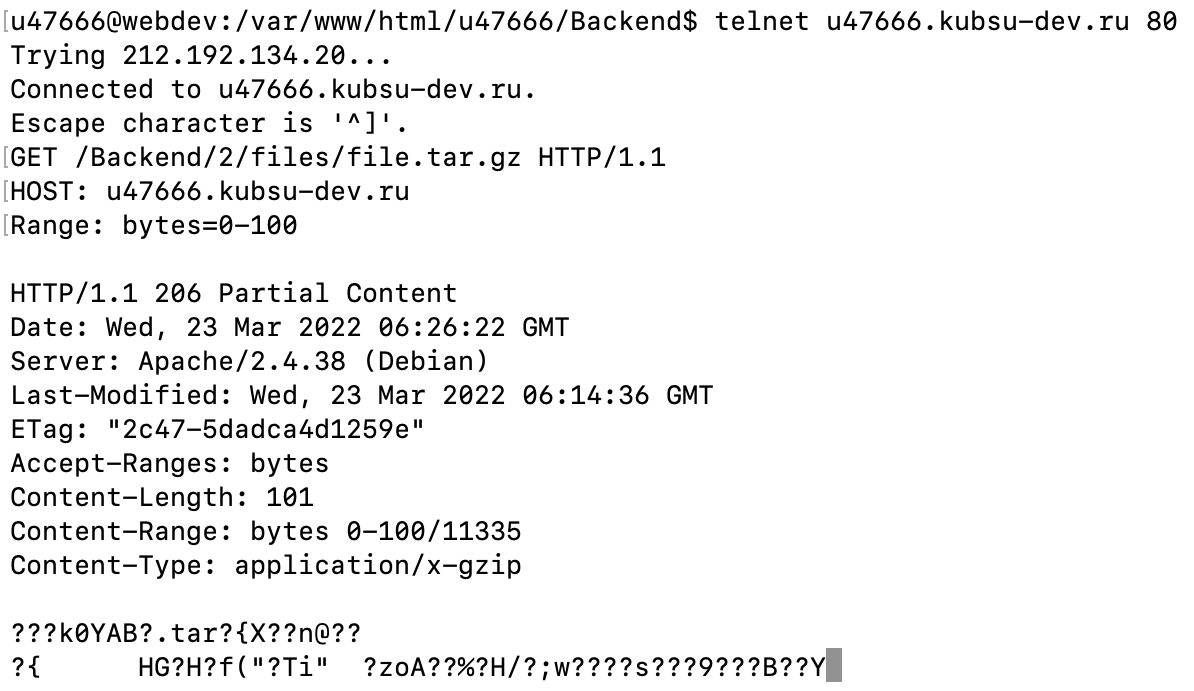 u47666@webdev:/var/www/html/u47666/Backend$ telnet u47666.kubsu-dev.ru 80
Trying 212.192.134.20...
Connected to u47666.kubsu-dev.ru.
Escape character is '^]'.
GET /Backend/2/files/file.tar.gz HTTP/1.1
HOST: u47666.kubsu-dev.ru
Range: bytes=0-100
HTTP/1.1 206 Partial Content
Date: Wed, 23 Mar 2022 06:26:22 GMT
Server: Apache/2.4.38 (Debian)
Last-Modified: Wed, 23 Mar 2022 06:14:36 GMT
ETag: "2c47-5dadca4d1259e"
Accept-Ranges: bytes
Content-Length: 101
Content-Range: bytes 0-100/11335
Content-Type: application/x-gzip
???k0YAB?.tar?{X??n@??
?{      HG?H?f("?Ti"  ?zoA??%?H/?;w????s???9???B??Y